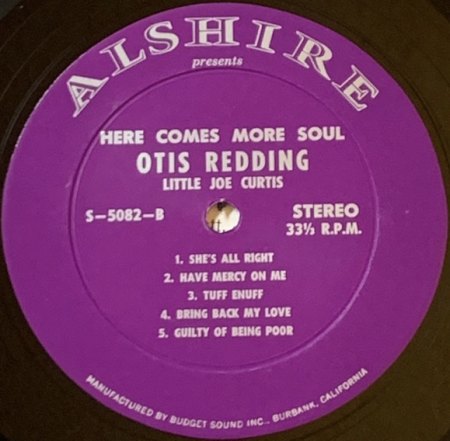 ALSHIRE
presents
HERE COMES MORE SOUL
OTIS REDDING
LITTLE JOE CURTIS
S-5082-B
STEREO
33⅓ R.P.M.
1. SHE'S ALL RIGHT
2. HAVE MERCY ON ME
3. TUFF ENUFF
4. BRING BACK MY LOVE
5. GUILTY OF BEING POOR
MANUFACTURED BY BUDGET SOUND INC., BURBANK, CALIFORNIA